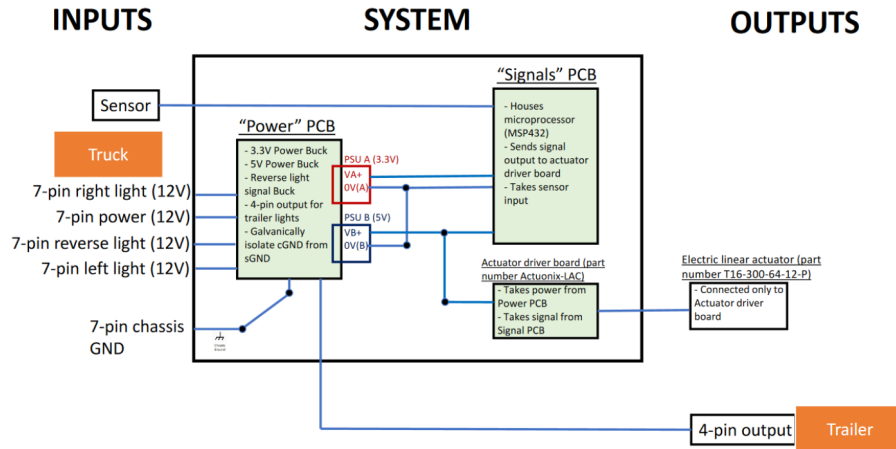 INPUTS
SYSTEM
OUTPUTS
Sensor
Truck
7-pin right light (12V)
7-pin power (12V)
7-pin reverse light (12V)
7-pin left light (12V)
7-pin chassis
GND
"Power" PCB
- 3.3V Power Buck
- 5V Power Buck
- Reverse light
signal Buck
- 4-pin output for
trailer lights
- Galvanically
isolate cGND from
sGND
PSU A (3.3V)
VA+
0V(A)
PSU B (5V)
VB+
0V(B)
"Signals" PCB
- Houses
microprocessor
(MSP432)
- Sends signal
output to actuator
driver board
- Takes sensor
input
Actuator driver board (part
number Actuonix-LAC)
- Takes power from
Power PCB
- Takes signal from
Signal PCB
Electric linear actuator (part
number T16-300-64-12-P)
- Connected only to
Actuator driver
board
4-pin output
Trailer